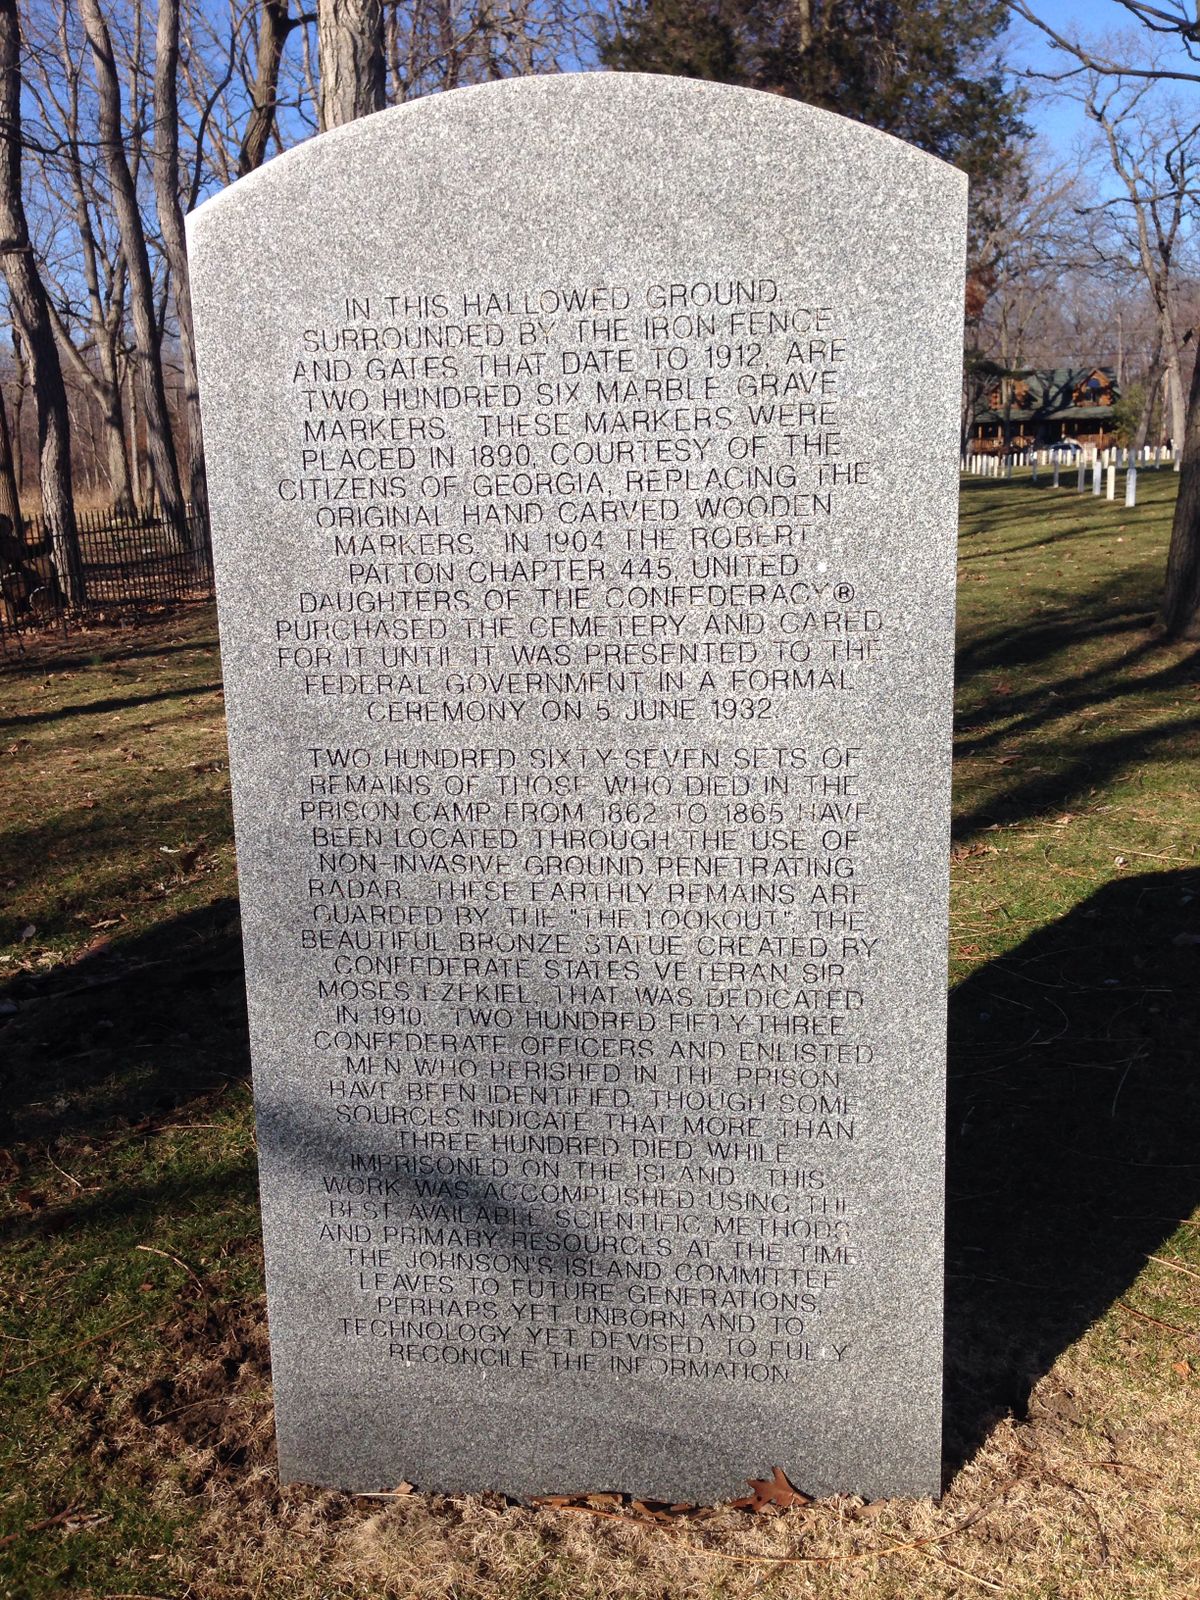 IN THIS HALLOWED GROUND,
SURROUNDED BY THE IRON FENCE
AND GATES THAT DATE TO 1912, ARE
TWO HUNDRED SIX MARBLE GRAVE
MARKERS. THESE MARKERS WERE
PLACED IN 1890, COURTESY OF THE
CITIZENS OF GEORGIA, REPLACING THE
ORIGINAL HAND CARVED WOODEN
MARKERS. IN 1904 THE ROBERT
PATTON CHAPTER 445, UNITED
DAUGHTERS OF THE CONFEDERACY®
PURCHASED THE CEMETERY AND CARED
FOR IT UNTIL IT WAS PRESENTED TO THE
FEDERAL GOVERNMENT IN A FORMAL
CEREMONY ON 5 JUNE 1932.
TWO HUNDRED SIXTY-SEVEN SETS OF
REMAINS OF THOSE WHO DIED IN THE
PRISON CAMP FROM 1862 TO 1865 HAVE
BEEN LOCATED THROUGH THE USE OF
NON-INVASIVE GROUND PENETRATING
RADAR. THESE EARTHLY REMAINS ARE
GUARDED BY THE "THE LOOKOUT", THE
BEAUTIFUL BRONZE STATUE CREATED BY
CONFEDERATE STATES VETERAN SIR
MOSES EZEKIEL, THAT WAS DEDICATED
IN 1910. TWO HUNDRED FIFTY-THREE
CONFEDERATE OFFICERS AND ENLISTED
MEN WHO PERISHED IN THE PRISON
HAVE BEEN IDENTIFIED, THOUGH SOME
SOURCES INDICATE THAT MORE THAN
THREE HUNDRED DIED WHILE
IMPRISONED ON THE ISLAND. THIS
WORK WAS ACCOMPLISHED USING THE
BEST AVAILABLE SCIENTIFIC METHODS
AND PRIMARY RESOURCES AT THE TIME.
THE JOHNSON'S ISLAND COMMITTEE
LEAVES TO FUTURE GENERATIONS,
PERHAPS YET UNBORN AND TO
TECHNOLOGY YET DEVISED, TO FULLY
RECONCILE THE INFORMATION.